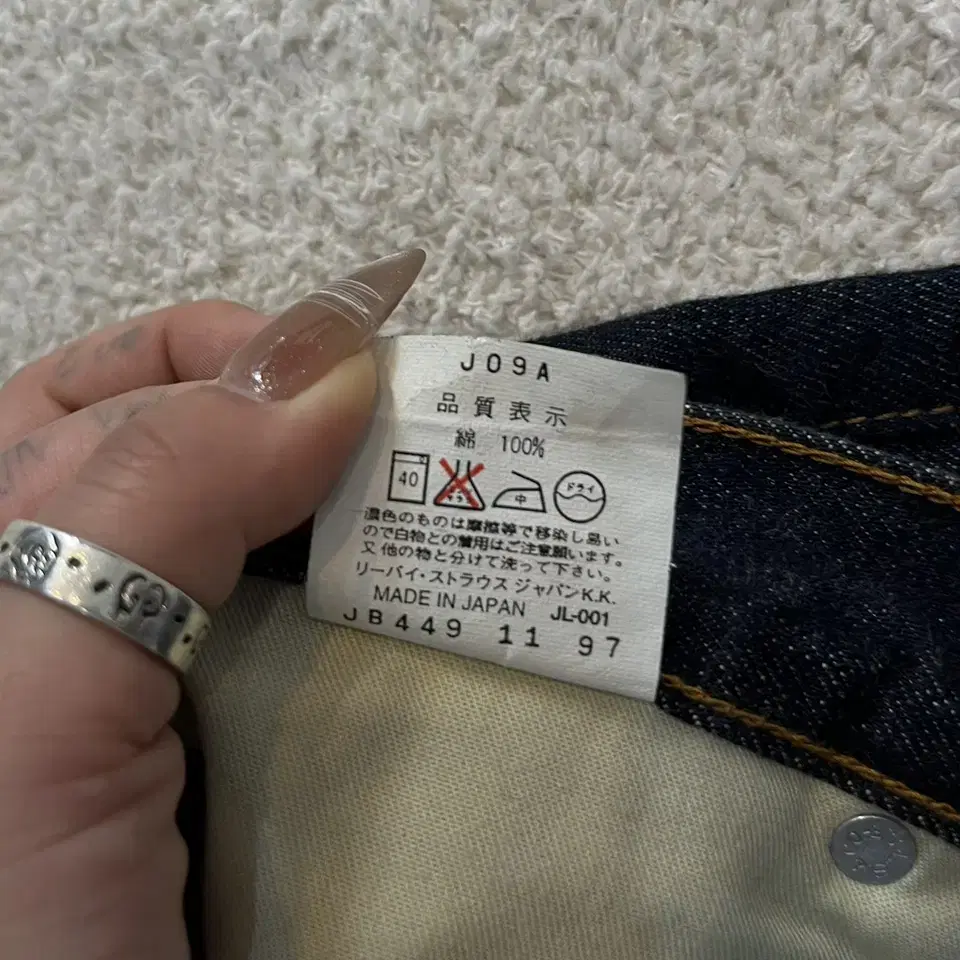 J09A
品質表示
綿 100%
40 中 ドライ
濃色のものは摩擦等で移染し易い
ので白物との着用はご注意願います。
又他の物と分けて洗って下さい。
リーバイ・ストラウス ジャパンK.K.
MADE IN JAPAN JL-001
JB449 11 97